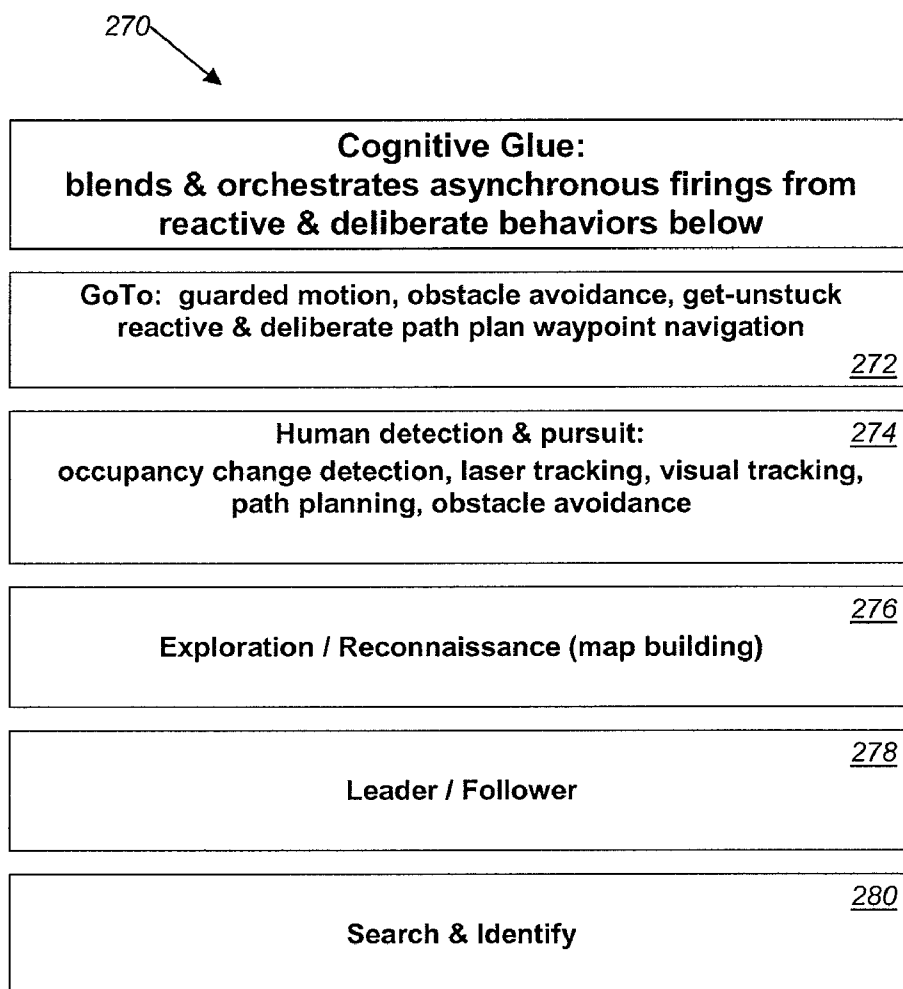 270
Cognitive Glue:
blends & orchestrates asynchronous firings from
reactive & deliberate behaviors below
GoTo: guarded motion, obstacle avoidance, get-unstuck
reactive & deliberate path plan waypoint navigation
272
Human detection & pursuit:
274
occupancy change detection, laser tracking, visual tracking,
path planning, obstacle avoidance
276
Exploration / Reconnaissance (map building)
278
Leader / Follower
280
Search & Identify